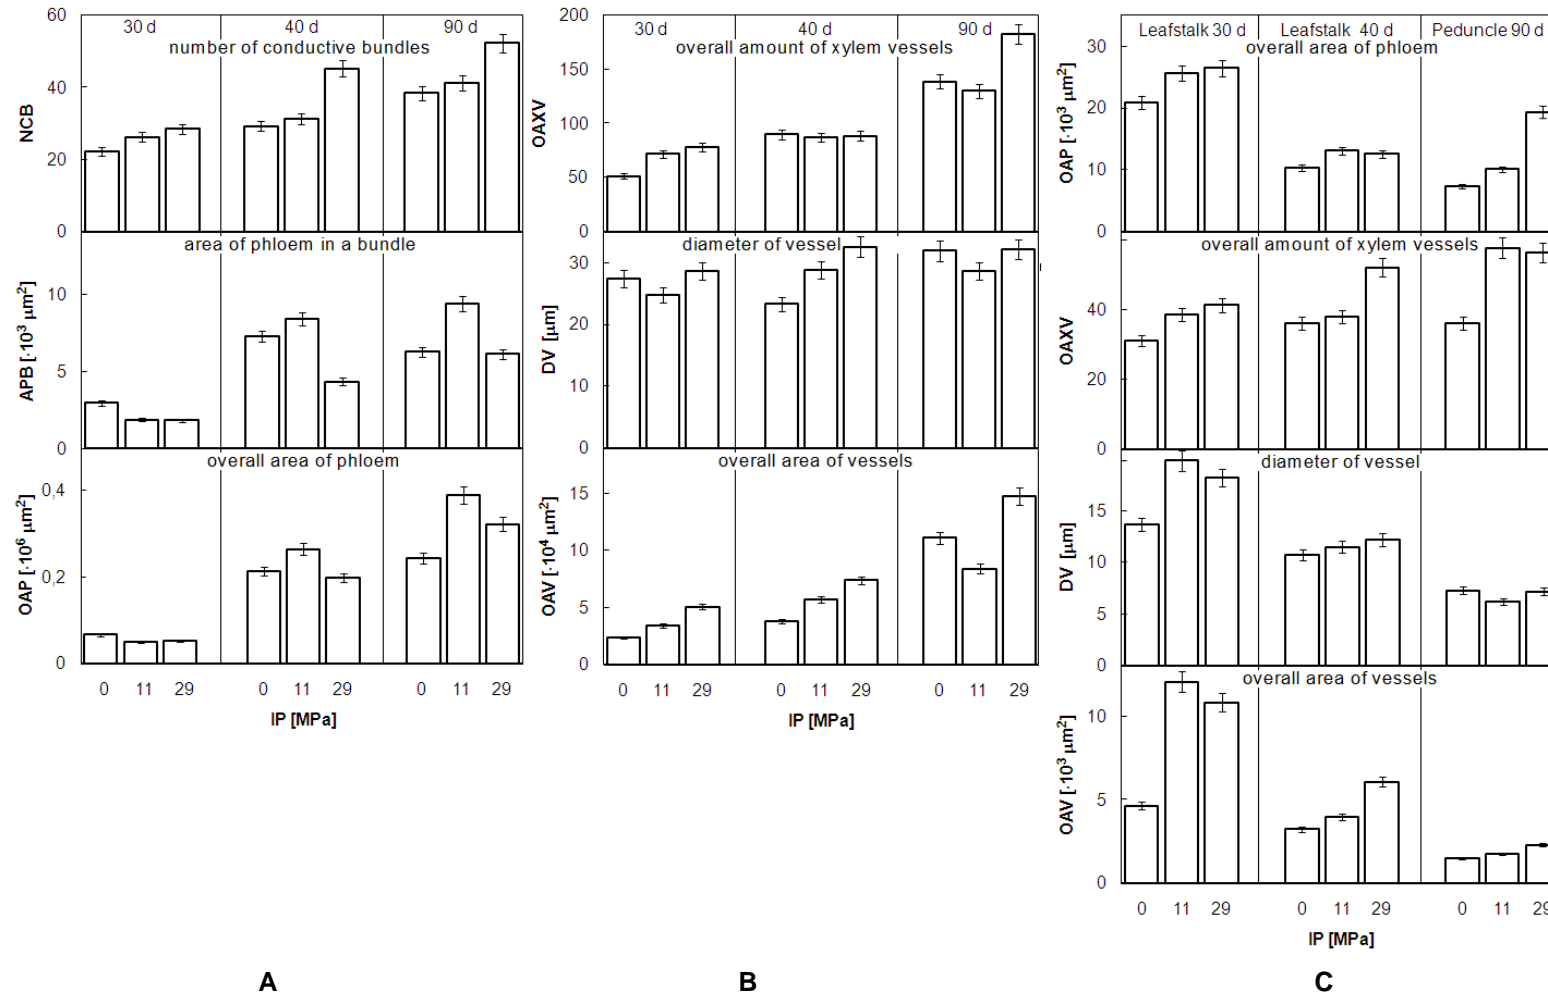 30 d 40 d 90 d
number of conductive bundles
60
40
20
0
NCB
area of phloem in a bundle
10
5
0
APB [·10³ µm²]
overall area of phloem
0,4
0,2
0
OAP [·10⁶ µm²]
0 11 29 0 11 29 0 11 29
IP [MPa]
A
30 d 40 d 90 d
overall amount of xylem vessels
200
150
100
50
0
OAXV
diameter of vessel
30
20
10
0
DV [µm]
overall area of vessels
15
10
5
0
OAV [·10⁴ µm²]
0 11 29 0 11 29 0 11 29
IP [MPa]
B
Leafstalk 30 d Leafstalk 40 d Peduncle 90 d
overall area of phloem
30
20
10
0
OAP [·10³ µm²]
overall amount of xylem vessels
40
20
0
OAXV
diameter of vessel
15
10
5
0
DV [µm]
overall area of vessels
10
5
0
OAV [·10³ µm²]
0 11 29 0 11 29 0 11 29
IP [MPa]
C